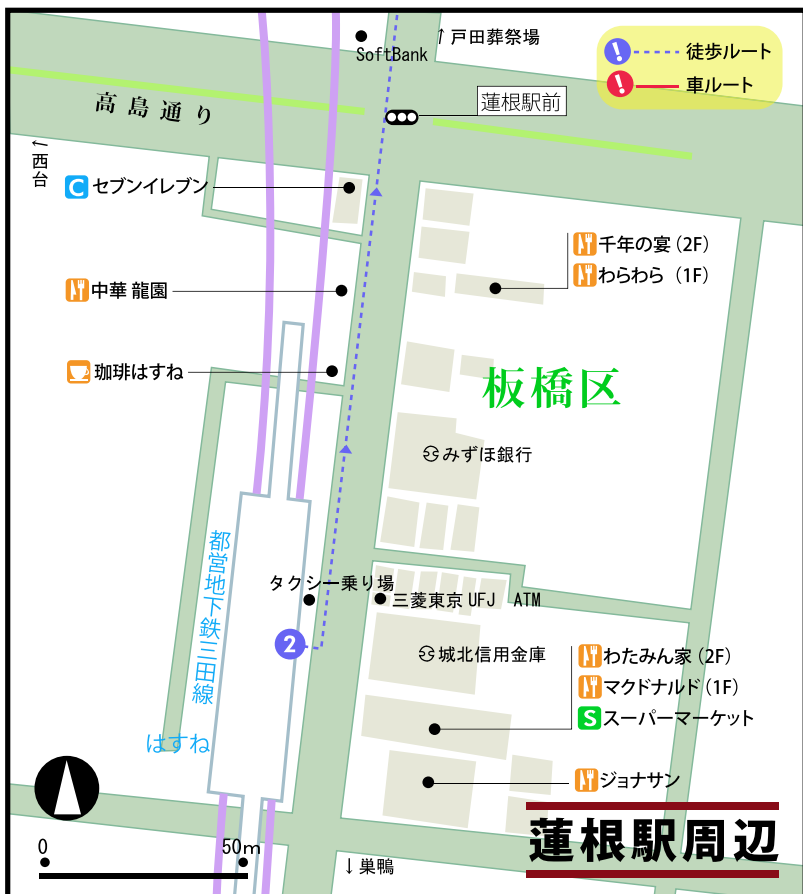 ↑戸田葬祭場
SoftBank
徒歩ルート
車ルート
蓮根駅前
高島通り
↑西台
C セブンイレブン
千年の宴 (2F)
わらわら (1F)
中華 龍園
珈琲はすね
板橋区
みずほ銀行
都営地下鉄三田線
タクシー乗り場
三菱東京 UFJ ATM
2
城北信用金庫
わたみん家 (2F)
マクドナルド (1F)
S スーパーマーケット
はすね
ジョナサン
蓮根駅周辺
0 50m
↓巣鴨